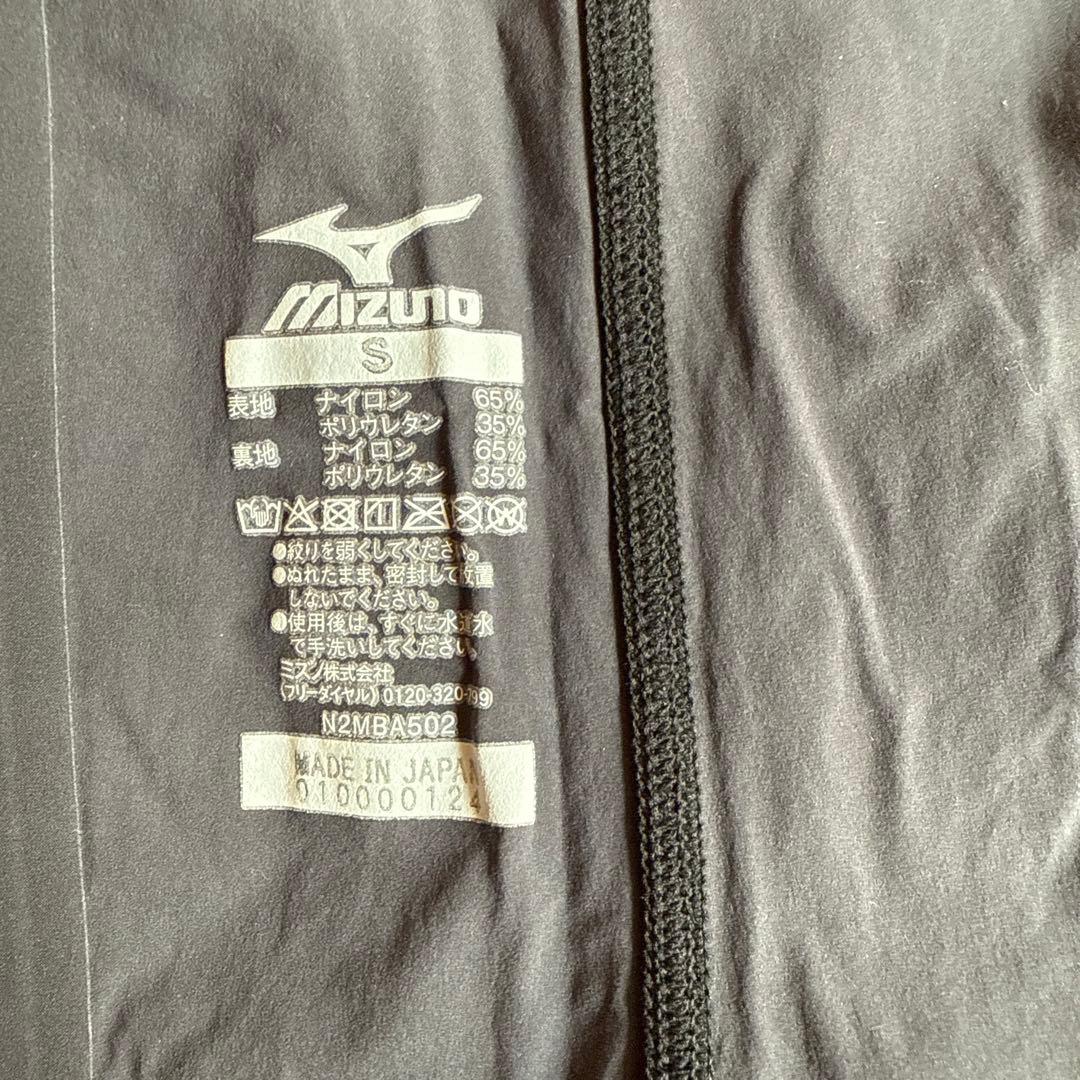 MIZUNO
S
表地 ナイロン 65%
ポリウレタン 35%
裏地 ナイロン 65%
ポリウレタン 35%
●絞りを弱くしてください。
●ぬれたまま、密封して放置
しないでください。
●使用後は、すぐに水道水
で手洗いしてください。
ミズノ株式会社
(フリーダイヤル) 0120-320-799
N2MBA502
MADE IN JAPAN
010000124